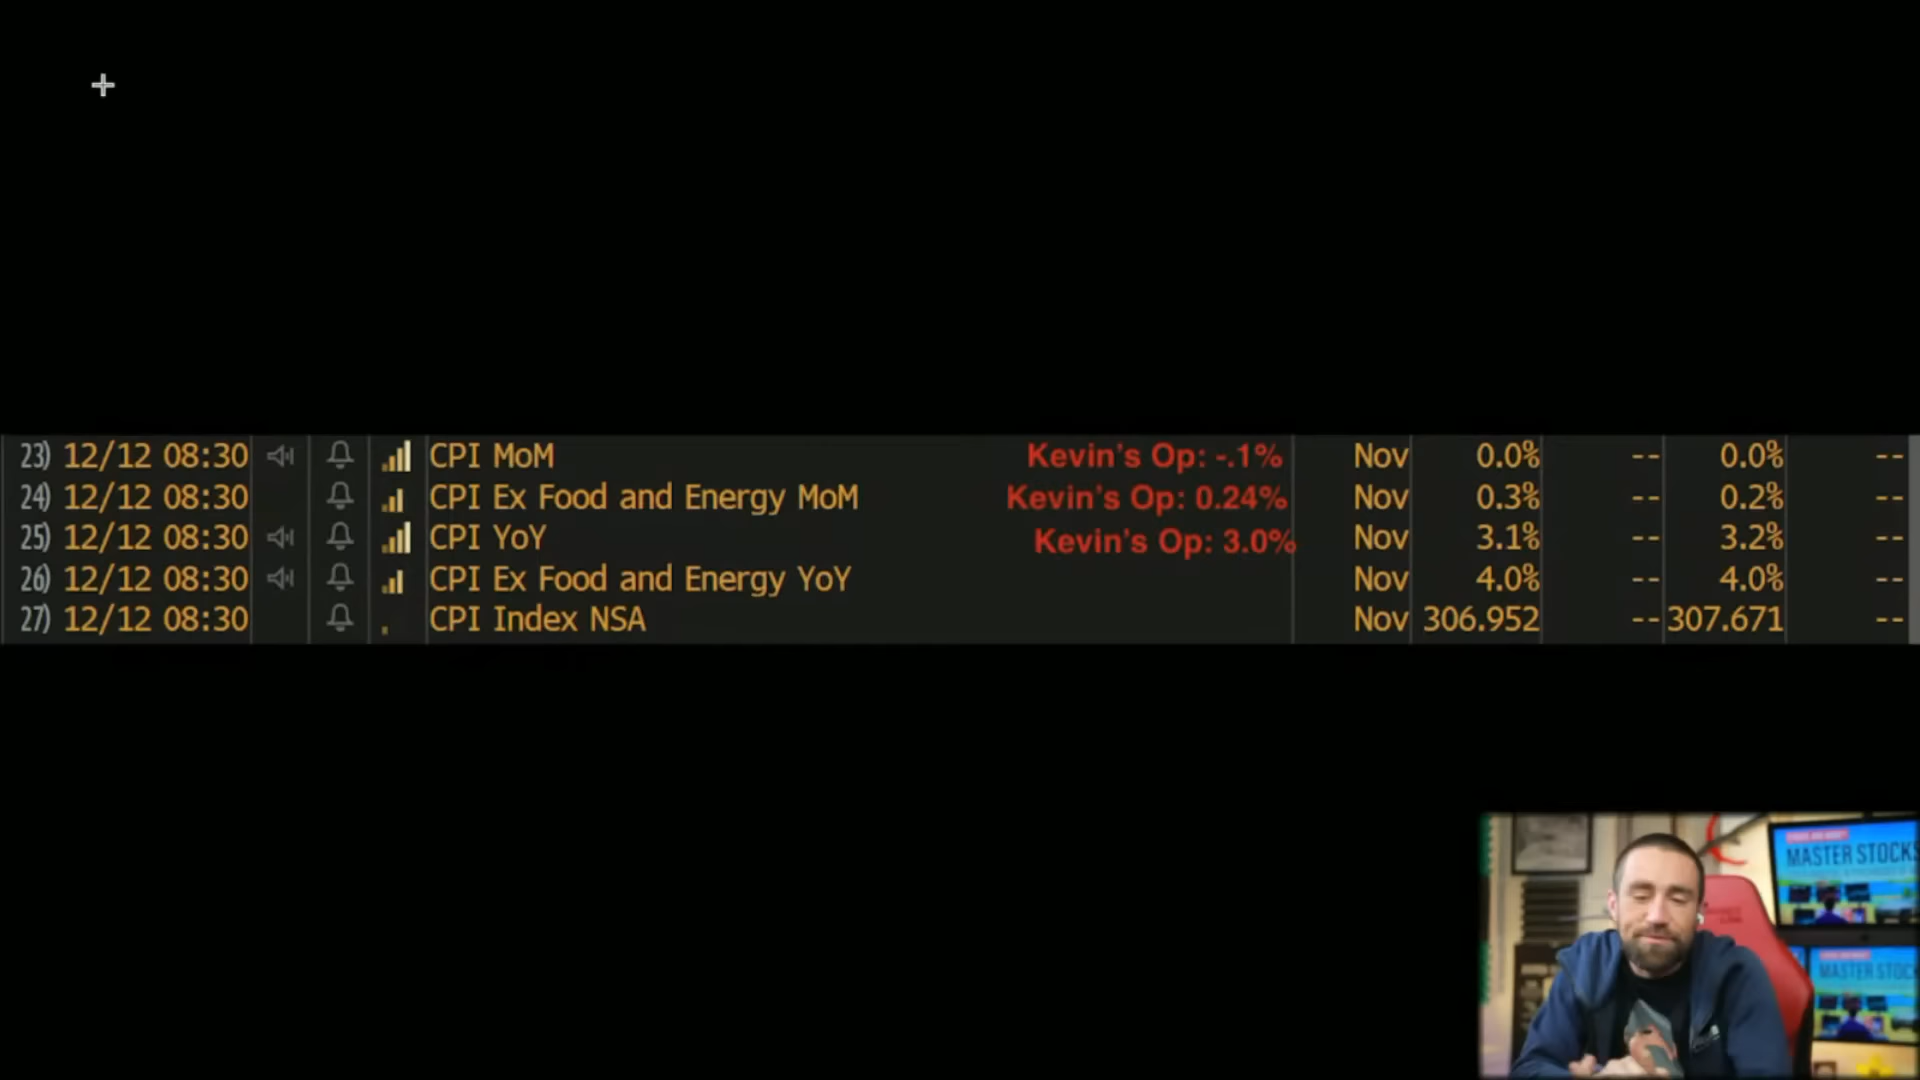 23) 12/12 08:30 CPI MoM Kevin's Op: -.1% Nov 0.0% -- 0.0% --
24) 12/12 08:30 CPI Ex Food and Energy MoM Kevin's Op: 0.24% Nov 0.3% -- 0.2% --
25) 12/12 08:30 CPI YoY Kevin's Op: 3.0% Nov 3.1% -- 3.2% --
26) 12/12 08:30 CPI Ex Food and Energy YoY Nov 4.0% -- 4.0% --
27) 12/12 08:30 CPI Index NSA Nov 306.952 -- 307.671 --
MASTER STOCKS
MASTER STOCK